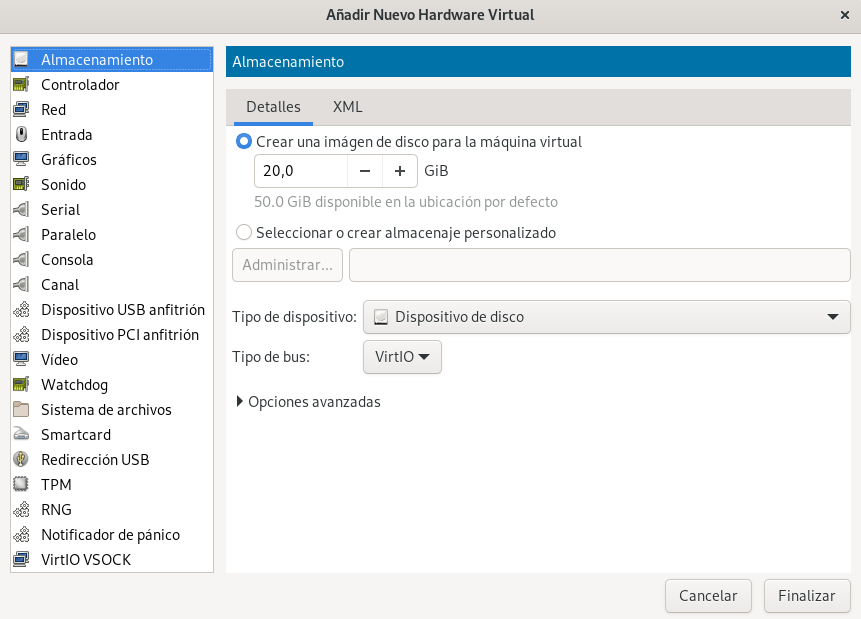 Añadir Nuevo Hardware Virtual
Almacenamiento
Controlador
Red
Entrada
Gráficos
Sonido
Serial
Paralelo
Consola
Canal
Dispositivo USB anfitrión
Dispositivo PCI anfitrión
Vídeo
Watchdog
Sistema de archivos
Smartcard
Redirección USB
TPM
RNG
Notificador de pánico
VirtIO VSOCK
Almacenamiento
Detalles XML
Crear una imágen de disco para la máquina virtual
20,0 − + GiB
50.0 GiB disponible en la ubicación por defecto
Seleccionar o crear almacenaje personalizado
Administrar...
Tipo de dispositivo: Dispositivo de disco
Tipo de bus: VirtIO
Opciones avanzadas
Cancelar Finalizar